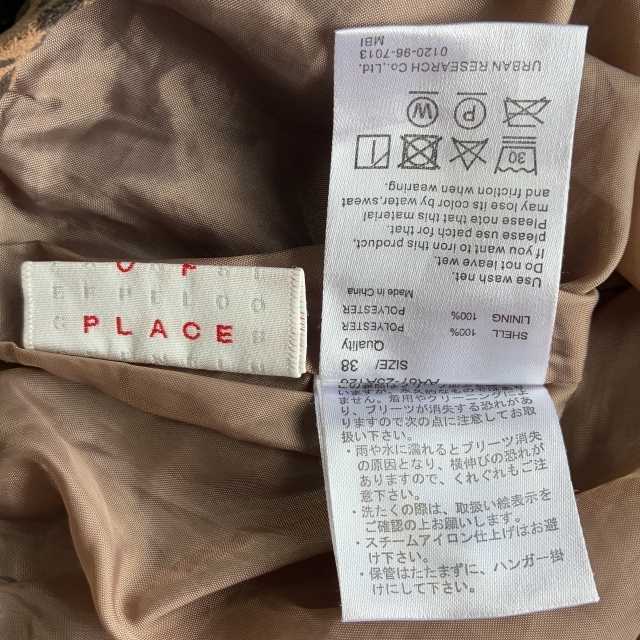 OF
PLACE
SIZE/ 38
Quality
SHELL 100%
POLYESTER
LINING 100%
POLYESTER
Made in China
Use wash net.
Do not leave wet.
If you want to iron this product,
please use patch for that.
Please note that this material
may lose its color by water,sweat
and friction when wearing.
30
P
W
URBAN RESEARCH Co.,Ltd.
0120-96-7013
MBI
ません。着用やクリーニングによ
り、プリーツが消失する恐れがあ
りますので次の点に注意してお取
扱い下さい。
・雨や水に濡れるとプリーツ消失
の原因となり、横伸びの恐れが
ありますので、くれぐれもご注
意下さい。
・洗たくの際は、取扱い絵表示を
ご確認の上お願いします。
・スチームアイロン仕上げはお避
け下さい。
・保管はたたまずに、ハンガー掛
けにして下さい。